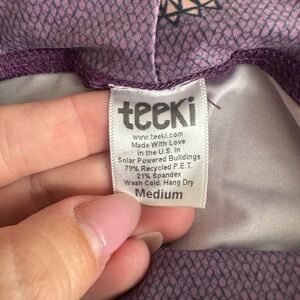 teeki
www.teeki.com
Made With Love
in the U.S. in
Solar Powered Buildings
79% Recycled P.E.T.
21% Spandex
Wash Cold. Hang Dry
Medium